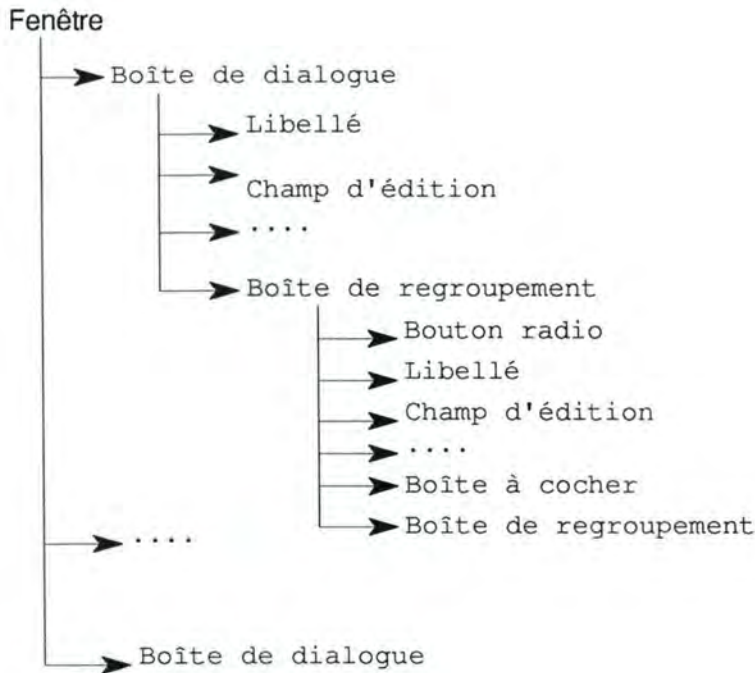 Fenêtre
Boîte de dialogue
Libellé
Champ d'édition
....
Boîte de regroupement
Bouton radio
Libellé
Champ d'édition
....
Boîte à cocher
Boîte de regroupement
....
Boîte de dialogue